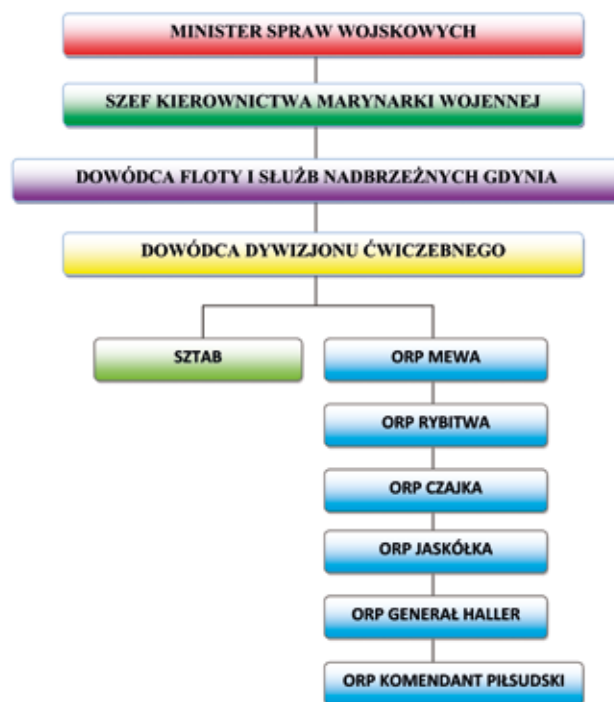 MINISTER SPRAW WOJSKOWYCH
SZEF KIEROWNICTWA MARYNARKI WOJENNEJ
DOWÓDCA FLOTY I SŁUŻB NADBRZEŻNYCH GDYNIA
DOWÓDCA DYWIZJONU ĆWICZEBNEGO
SZTAB
ORP MEWA
ORP RYBITWA
ORP CZAJKA
ORP JASKÓŁKA
ORP GENERAŁ HALLER
ORP KOMENDANT PIŁSUDSKI